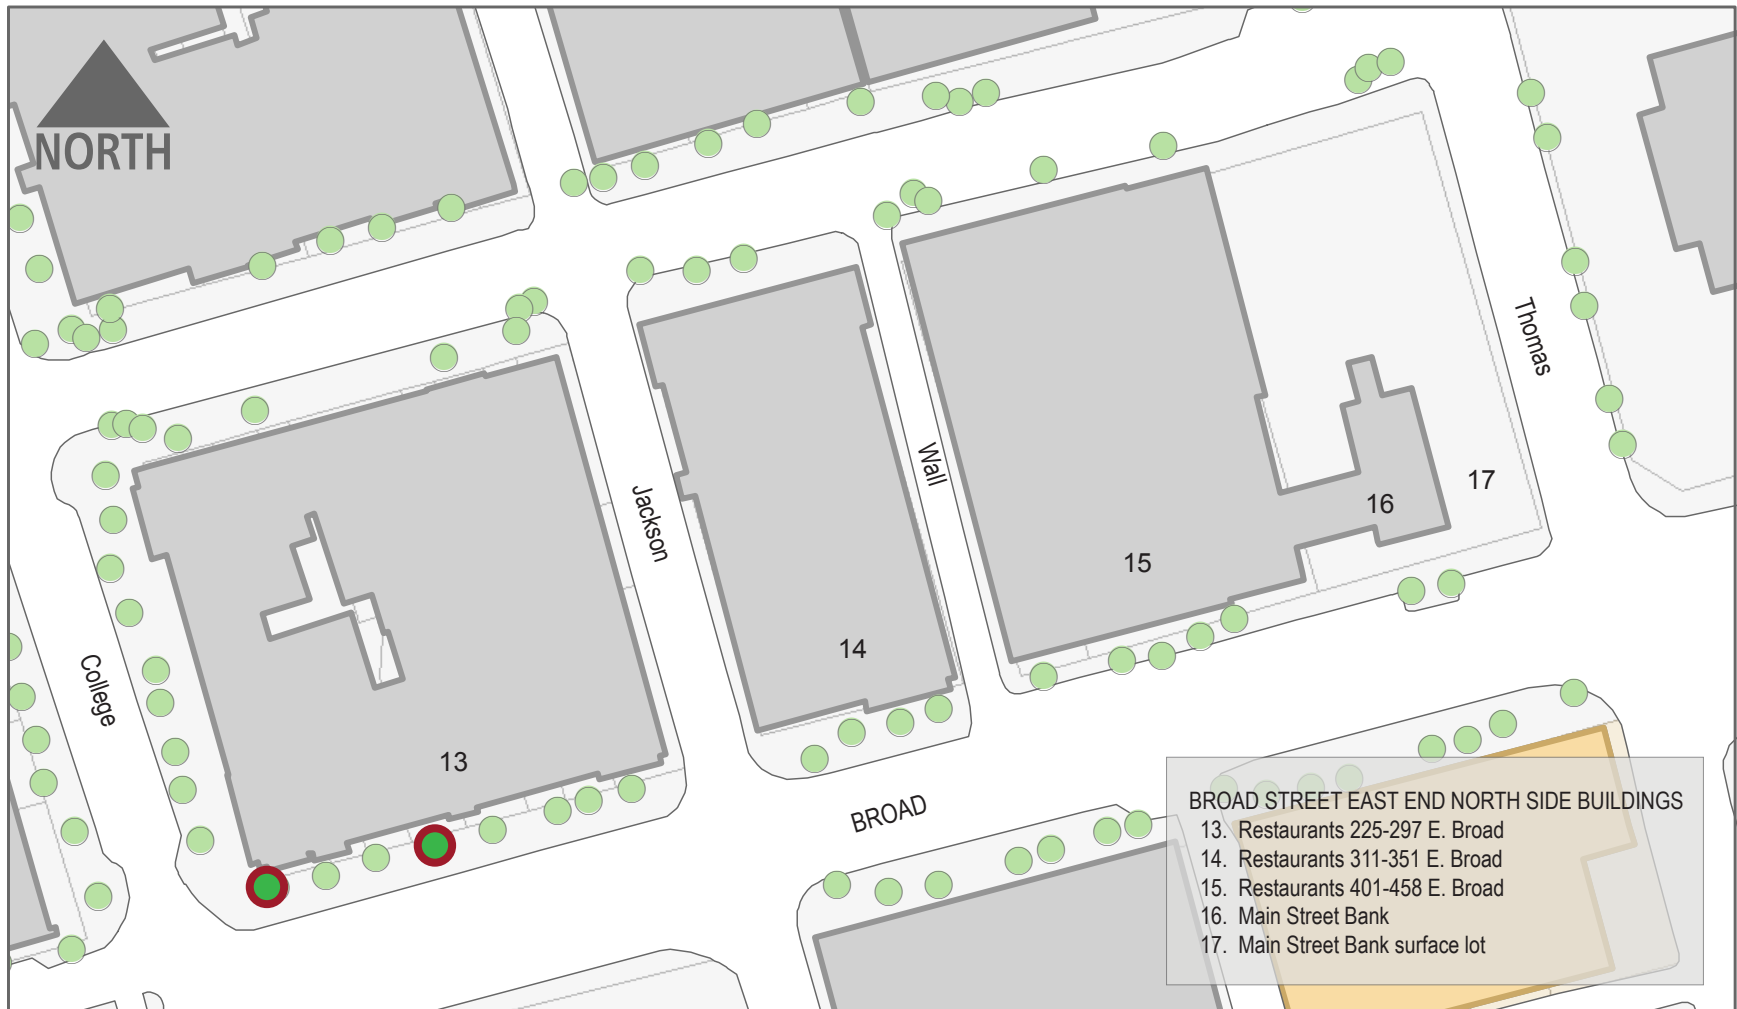 NORTH
Thomas
Wall
17
Jackson
16
15
14
College
13
BROAD
BROAD STREET EAST END NORTH SIDE BUILDINGS
13. Restaurants 225-297 E. Broad
14. Restaurants 311-351 E. Broad
15. Restaurants 401-458 E. Broad
16. Main Street Bank
17. Main Street Bank surface lot